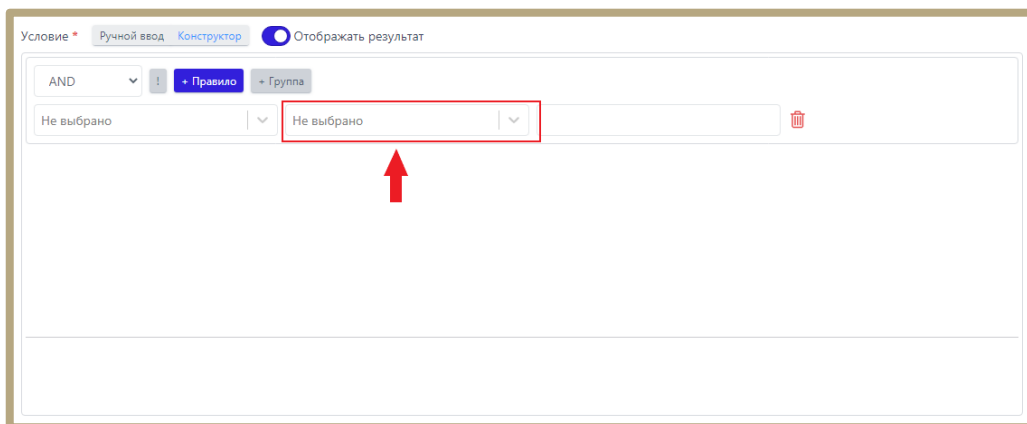 Условие * Ручной ввод Конструктор Отображать результат
AND ! + Правило + Группа
Не выбрано Не выбрано